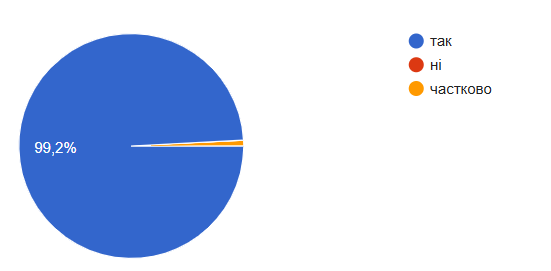 99,2%
так
ні
частково